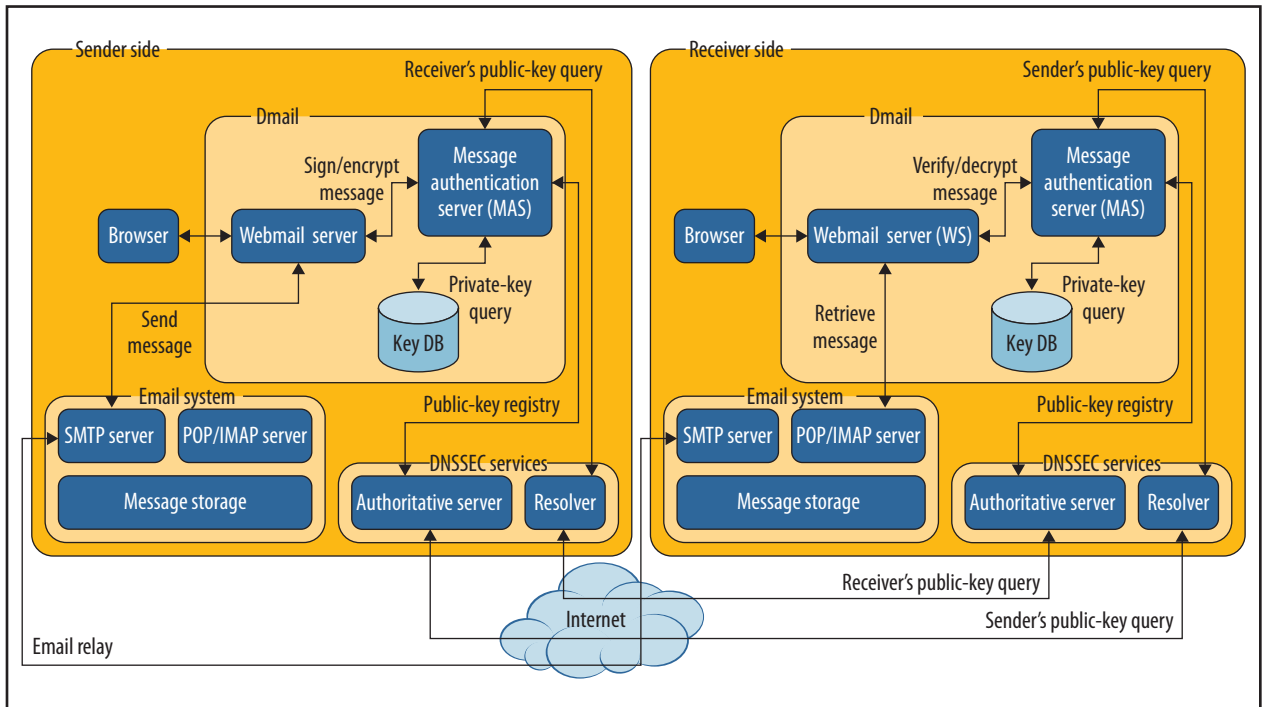 Sender side
Receiver's public-key query
Dmail
Sign/encrypt
message
Message
authentication
server (MAS)
Browser
Webmail server
Private-key
query
Key DB
Send
message
Email system
SMTP server
POP/IMAP server
Message storage
Public-key registry
DNSSEC services
Authoritative server
Resolver
Receiver side
Sender's public-key query
Dmail
Verify/decrypt
message
Message
authentication
server (MAS)
Browser
Webmail server (WS)
Private-key
query
Key DB
Retrieve
message
Email system
SMTP server
POP/IMAP server
Message storage
Public-key registry
DNSSEC services
Authoritative server
Resolver
Receiver's public-key query
Internet
Sender's public-key query
Email relay